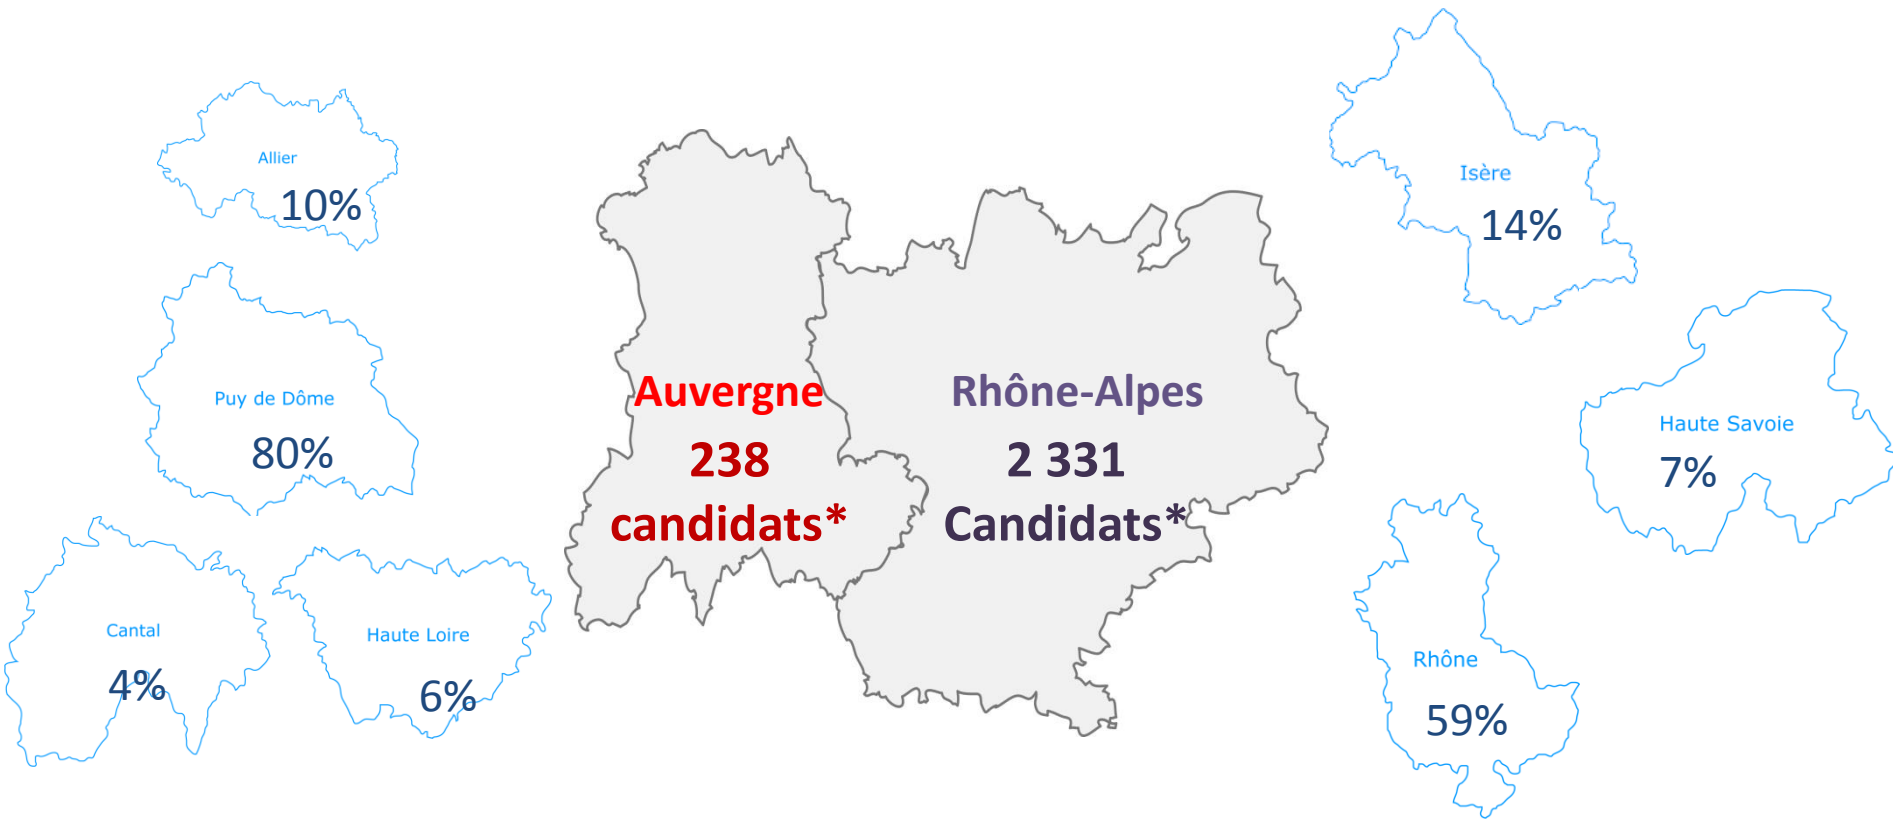 Allier
10%
Puy de Dôme
80%
Cantal
4%
Haute Loire
6%
Auvergne
238
candidats*
Rhône-Alpes
2 331
Candidats*
Isère
14%
Haute Savoie
7%
Rhône
59%